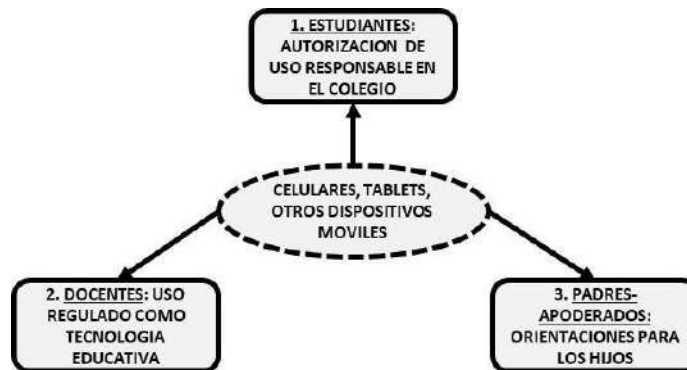 1. ESTUDIANTES:
AUTORIZACION DE
USO RESPONSABLE EN
EL COLEGIO
CELULARES, TABLETS,
OTROS DISPOSITIVOS
MOVILES
2. DOCENTES: USO
REGULADO COMO
TECNOLOGIA
EDUCATIVA
3. PADRES-
APODERADOS:
ORIENTACIONES PARA
LOS HIJOS